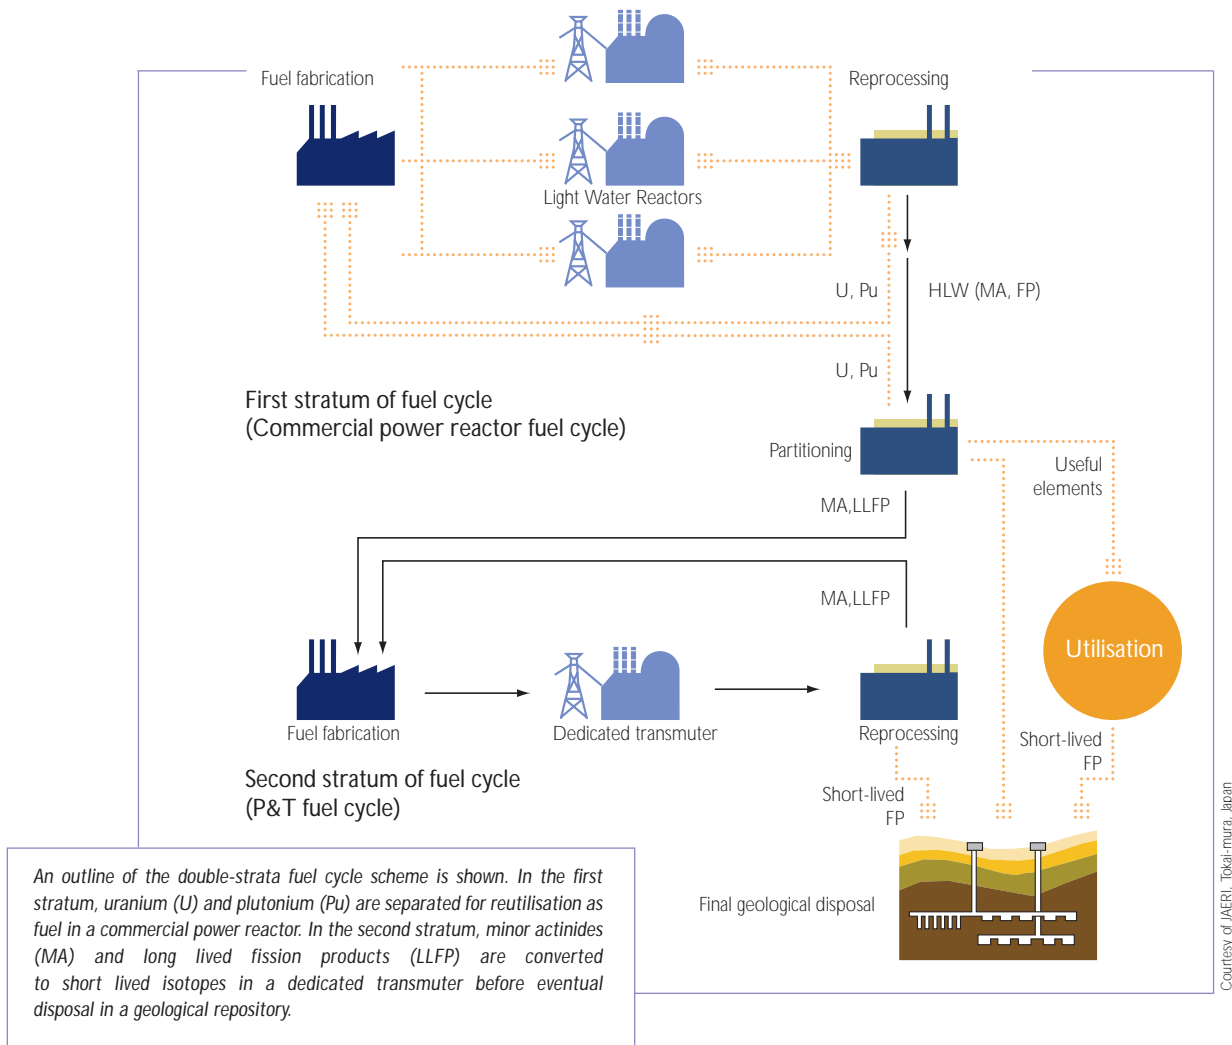 Fuel fabrication
Reprocessing
Light Water Reactors
U, Pu
HLW (MA, FP)
U, Pu
First stratum of fuel cycle
(Commercial power reactor fuel cycle)
Partitioning
Useful
elements
MA,LLFP
MA,LLFP
Utilisation
Fuel fabrication
Dedicated transmuter
Reprocessing
Short-lived
FP
Second stratum of fuel cycle
(P&T fuel cycle)
Short-lived
FP
Final geological disposal
An outline of the double-strata fuel cycle scheme is shown. In the first
stratum, uranium (U) and plutonium (Pu) are separated for reutilisation as
fuel in a commercial power reactor. In the second stratum, minor actinides
(MA) and long lived fission products (LLFP) are converted
to short lived isotopes in a dedicated transmuter before eventual
disposal in a geological repository.
Courtesy of JAERI, Tokai-mura, Japan